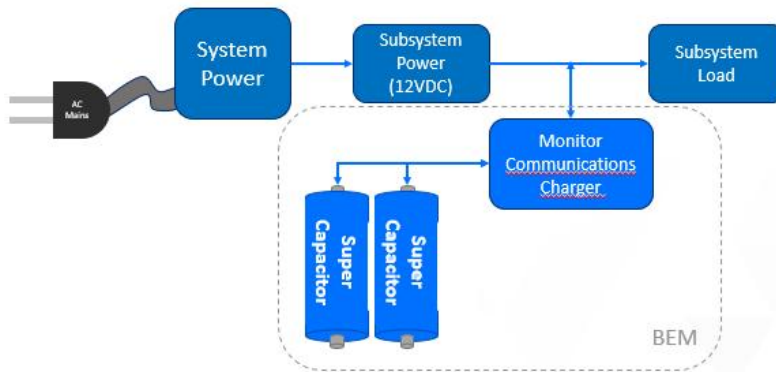 AC
Mains
System
Power
Subsystem
Power
(12VDC)
Subsystem
Load
Monitor
Communications
Charger
Super
Capacitor
Super
Capacitor
BEM